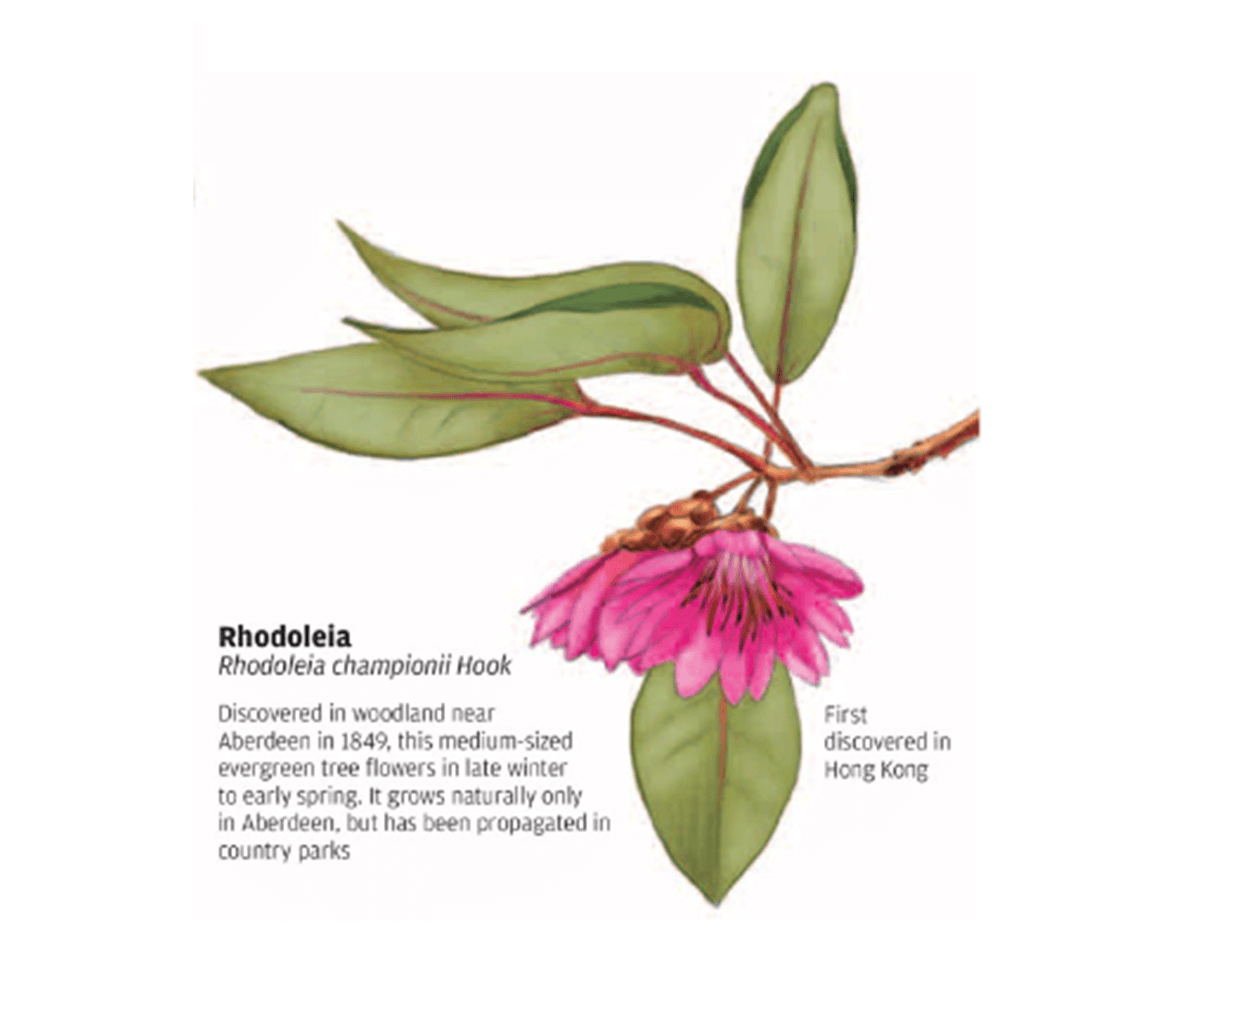 Rhodoleia
Rhodoleia championii Hook
Discovered in woodland near
Aberdeen in 1849, this medium-sized
evergreen tree flowers in late winter
to early spring. It grows naturally only
in Aberdeen, but has been propagated in
country parks
First
discovered in
Hong Kong